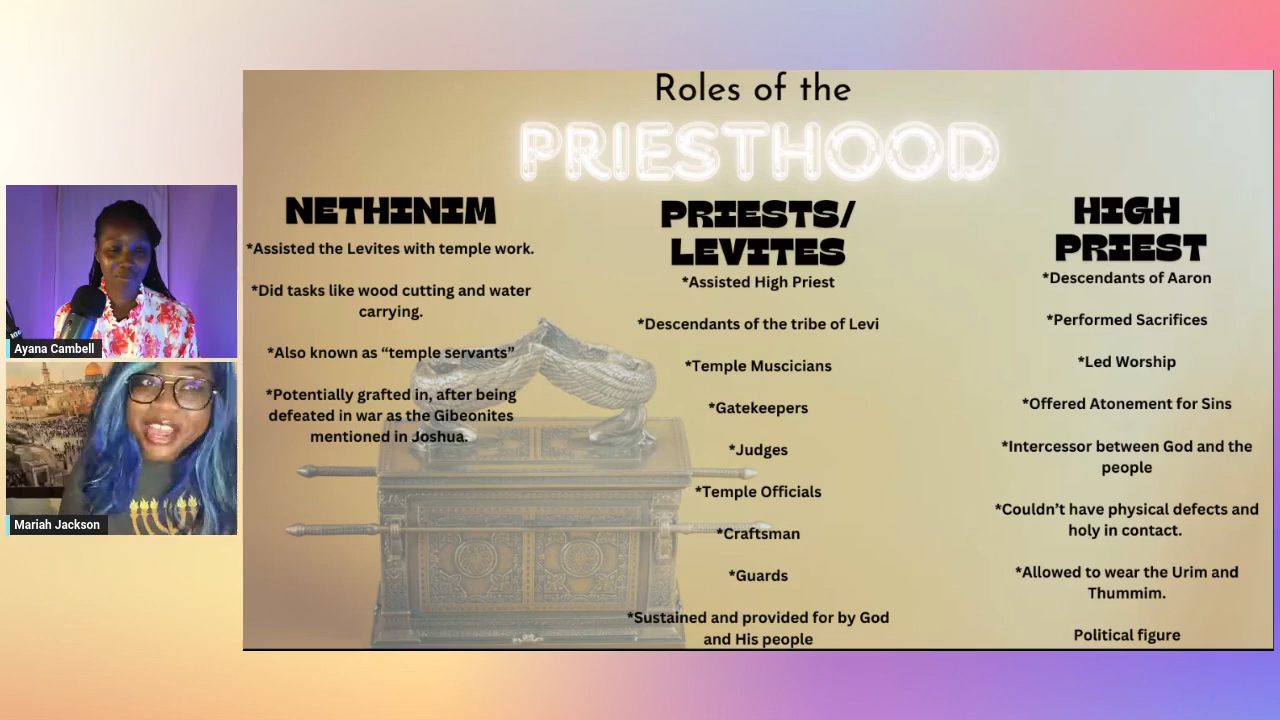 Roles of the
PRIESTHOOD
NETHINIM
*Assisted the Levites with temple work.
*Did tasks like wood cutting and water
carrying.
*Also known as “temple servants”
*Potentially grafted in, after being
defeated in war as the Gibeonites
mentioned in Joshua.
PRIESTS/
LEVITES
*Assisted High Priest
*Descendants of the tribe of Levi
*Temple Muscicians
*Gatekeepers
*Judges
*Temple Officials
*Craftsman
*Guards
*Sustained and provided for by God
and His people
HIGH
PRIEST
*Descendants of Aaron
*Performed Sacrifices
*Led Worship
*Offered Atonement for Sins
*Intercessor between God and the
people
*Couldn’t have physical defects and
holy in contact.
*Allowed to wear the Urim and
Thummim.
Political figure
Ayana Cambell
Mariah Jackson